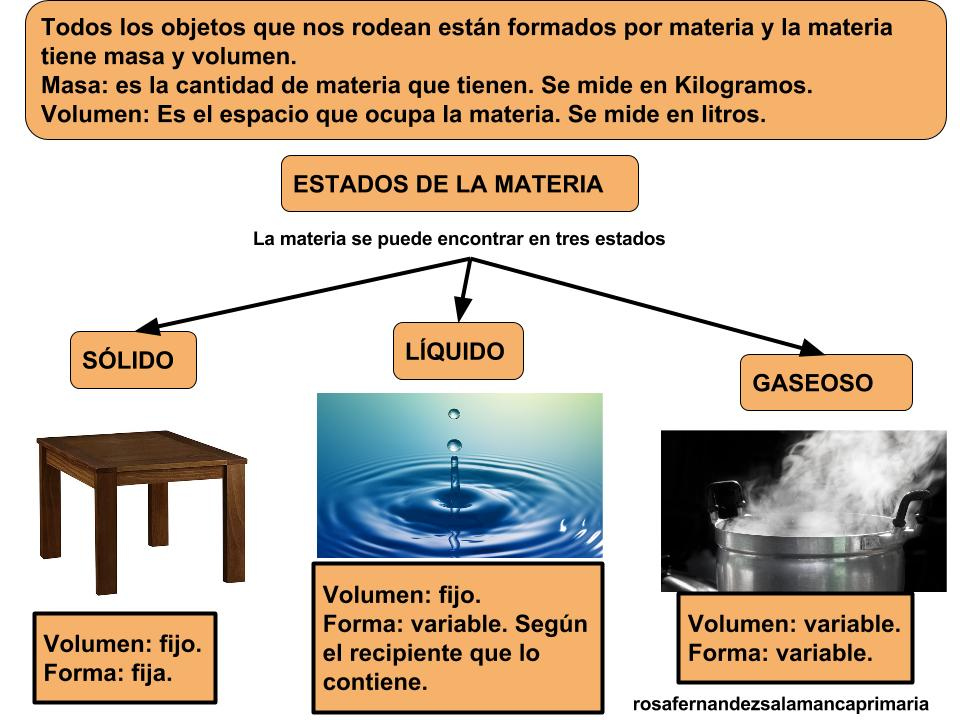 Todos los objetos que nos rodean están formados por materia y la materia
tiene masa y volumen.
Masa: es la cantidad de materia que tienen. Se mide en Kilogramos.
Volumen: Es el espacio que ocupa la materia. Se mide en litros.
ESTADOS DE LA MATERIA
La materia se puede encontrar en tres estados
SÓLIDO
LÍQUIDO
GASEOSO
Volumen: fijo.
Forma: fija.
Volumen: fijo.
Forma: variable. Según
el recipiente que lo
contiene.
Volumen: variable.
Forma: variable.
rosafernandezsalamancaprimaria